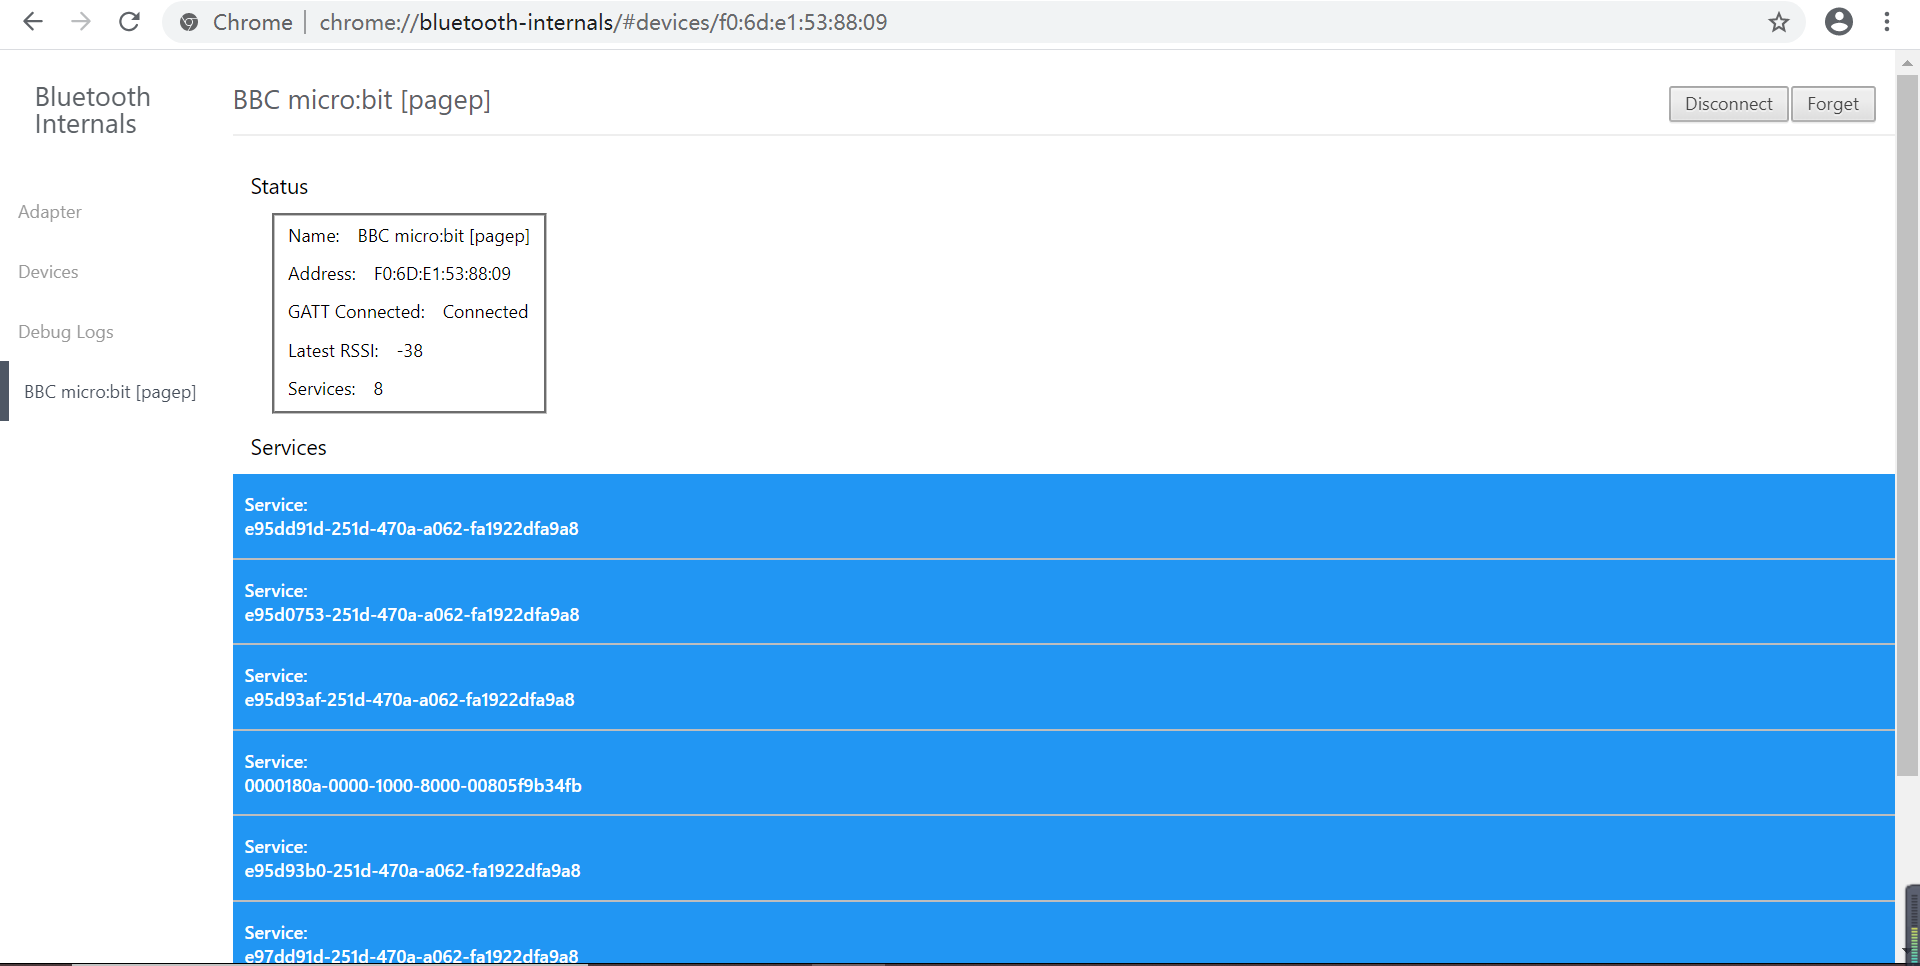 Chrome | chrome://bluetooth-internals/#devices/f0:6d:e1:53:88:09
Bluetooth
Internals
Adapter
Devices
Debug Logs
BBC micro:bit [pagep]
BBC micro:bit [pagep]
Disconnect Forget
Status
Name: BBC micro:bit [pagep]
Address: F0:6D:E1:53:88:09
GATT Connected: Connected
Latest RSSI: -38
Services: 8
Services
Service:
e95dd91d-251d-470a-a062-fa1922dfa9a8
Service:
e95d0753-251d-470a-a062-fa1922dfa9a8
Service:
e95d93af-251d-470a-a062-fa1922dfa9a8
Service:
0000180a-0000-1000-8000-00805f9b34fb
Service:
e95d93b0-251d-470a-a062-fa1922dfa9a8
Service:
e97dd91d-251d-470a-a062-fa1922dfa9a8